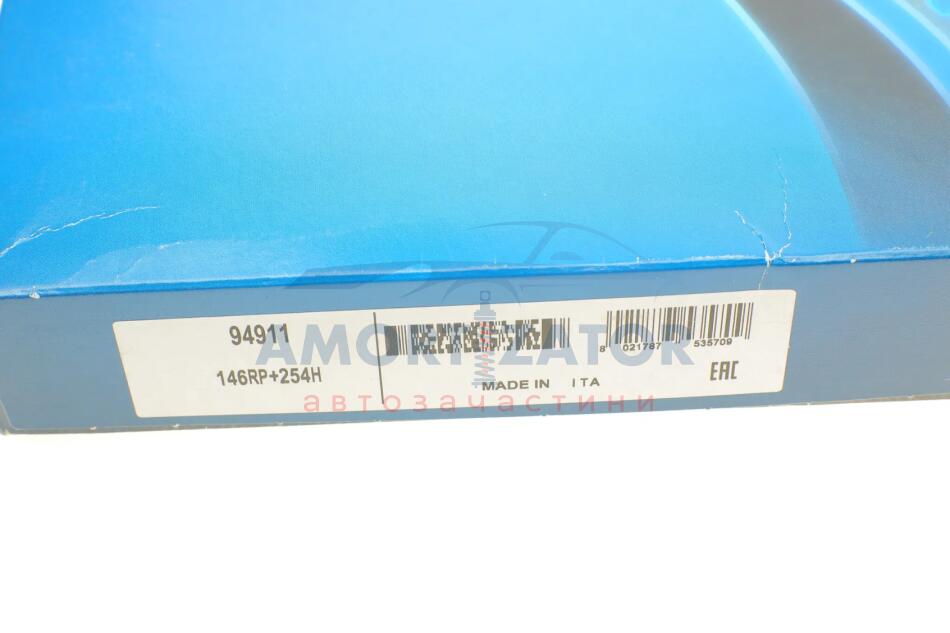 94911
146RP+254H
8 021787 535709
MADE IN ITA
EAC
AMORTIZATOR
автозапчастини